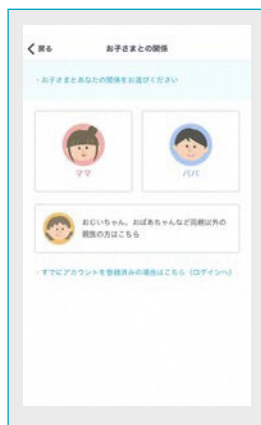 戻る
お子さまとの関係
・お子さまとあなたの関係をお選びください
ママ
パパ
おじいちゃん、おばあちゃんなど両親以外の
親族の方はこちら
・すでにアカウントを登録済みの場合はこちら（ログインへ）